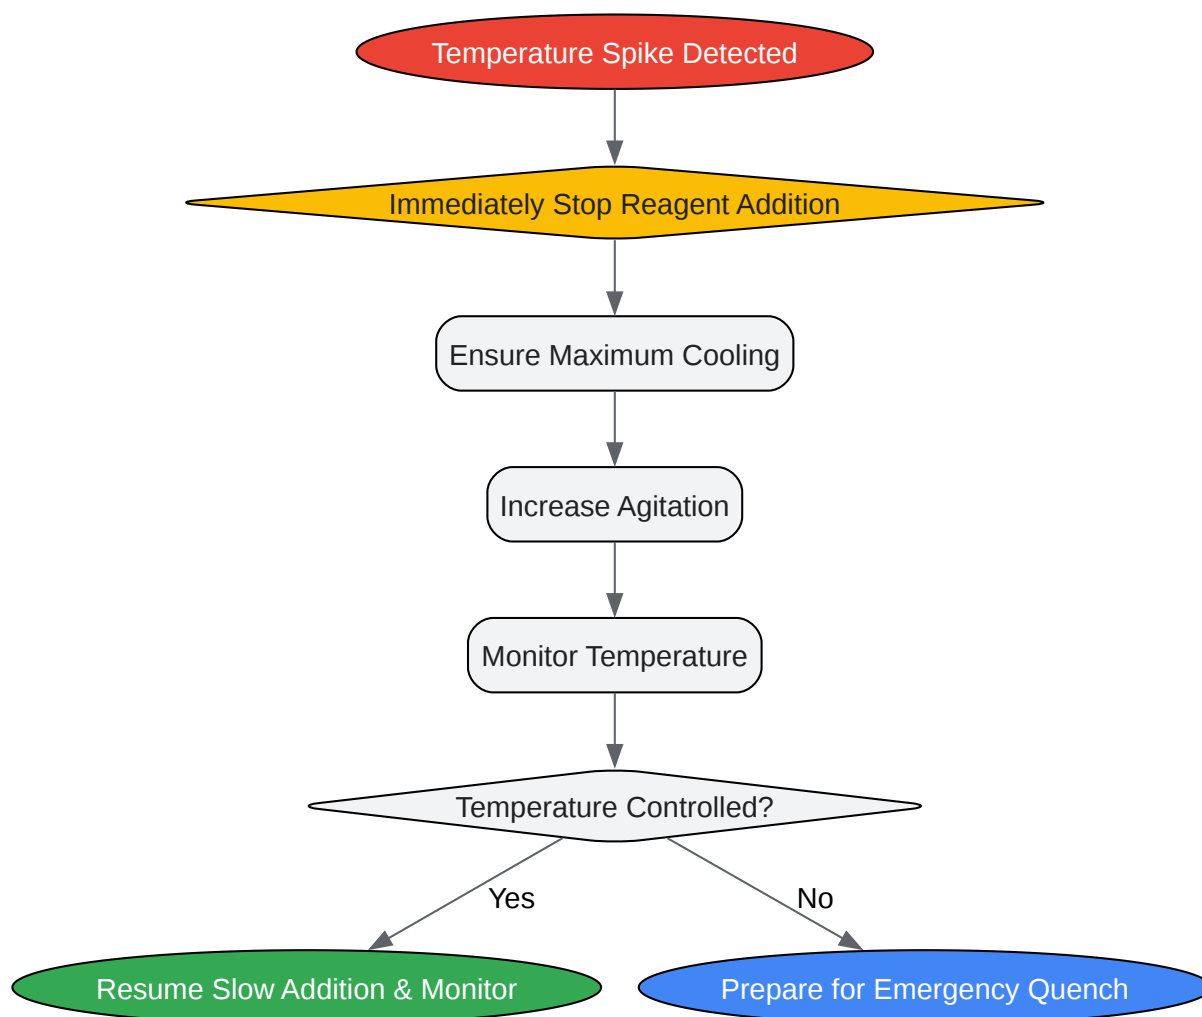 Temperature Spike Detected
Immediately Stop Reagent Addition
Ensure Maximum Cooling
Increase Agitation
Monitor Temperature
Temperature Controlled?
Yes
No
Resume Slow Addition & Monitor
Prepare for Emergency Quench